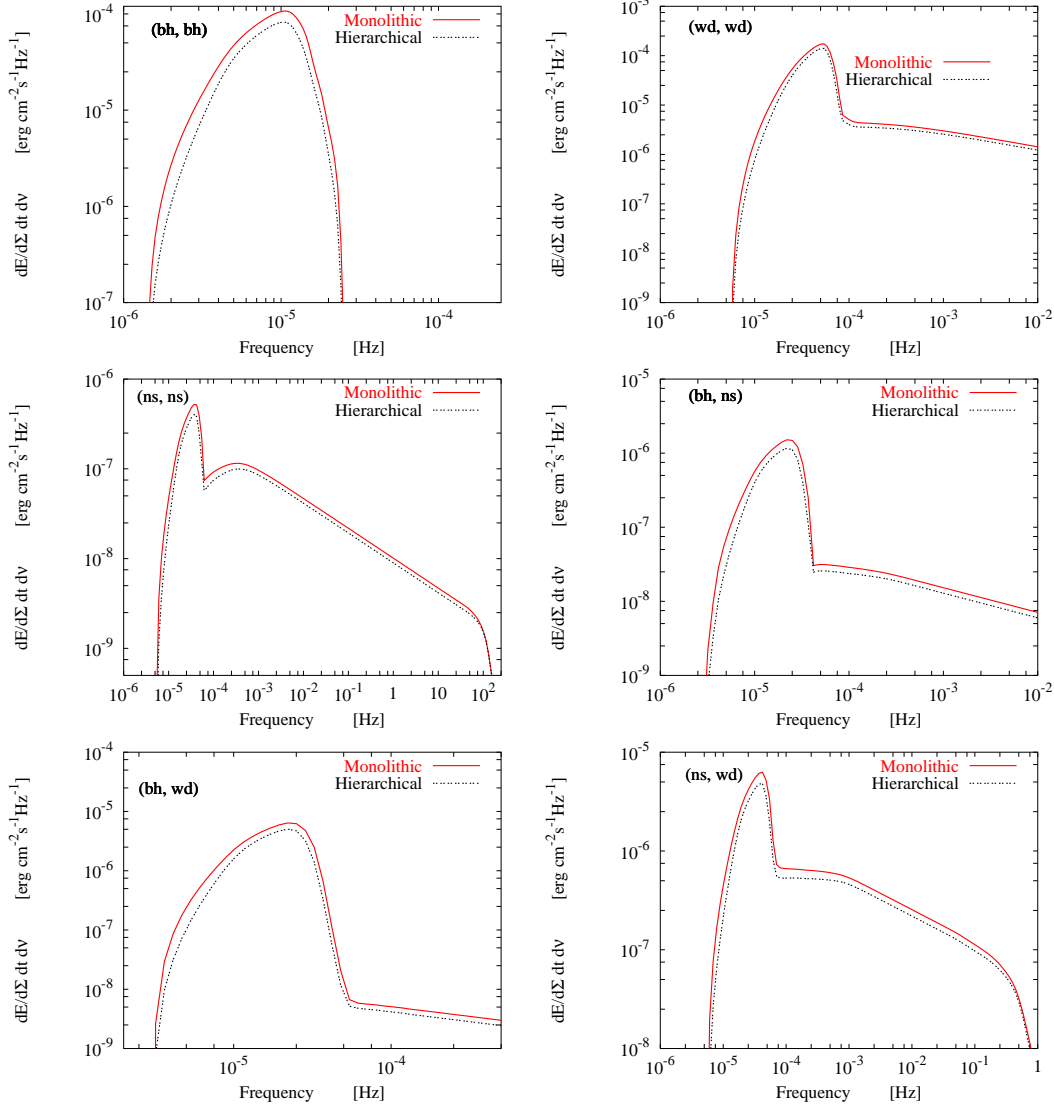 (bh, bh)
Monolithic
Hierarchical
10^-4
10^-5
10^-6
10^-7
10^-6
10^-5
10^-4
Frequency [Hz]
dE/dΣ dt dν [erg cm^-2 s^-1 Hz^-1]
(wd, wd)
Monolithic
Hierarchical
10^-3
10^-4
10^-5
10^-6
10^-7
10^-8
10^-9
10^-6
10^-5
10^-4
10^-3
10^-2
Frequency [Hz]
dE/dΣ dt dν [erg cm^-2 s^-1 Hz^-1]
(ns, ns)
Monolithic
Hierarchical
10^-6
10^-7
10^-8
10^-9
10^-6
10^-5
10^-4
10^-3
10^-2
10^-1
1
10
10^2
Frequency [Hz]
dE/dΣ dt dν [erg cm^-2 s^-1 Hz^-1]
(bh, ns)
Monolithic
Hierarchical
10^-5
10^-6
10^-7
10^-8
10^-9
10^-6
10^-5
10^-4
10^-3
10^-2
Frequency [Hz]
dE/dΣ dt dν [erg cm^-2 s^-1 Hz^-1]
(bh, wd)
Monolithic
Hierarchical
10^-4
10^-5
10^-6
10^-7
10^-8
10^-9
10^-5
10^-4
Frequency [Hz]
dE/dΣ dt dν [erg cm^-2 s^-1 Hz^-1]
(ns, wd)
Monolithic
Hierarchical
10^-5
10^-6
10^-7
10^-8
10^-6
10^-5
10^-4
10^-3
10^-2
10^-1
1
Frequency [Hz]
dE/dΣ dt dν [erg cm^-2 s^-1 Hz^-1]